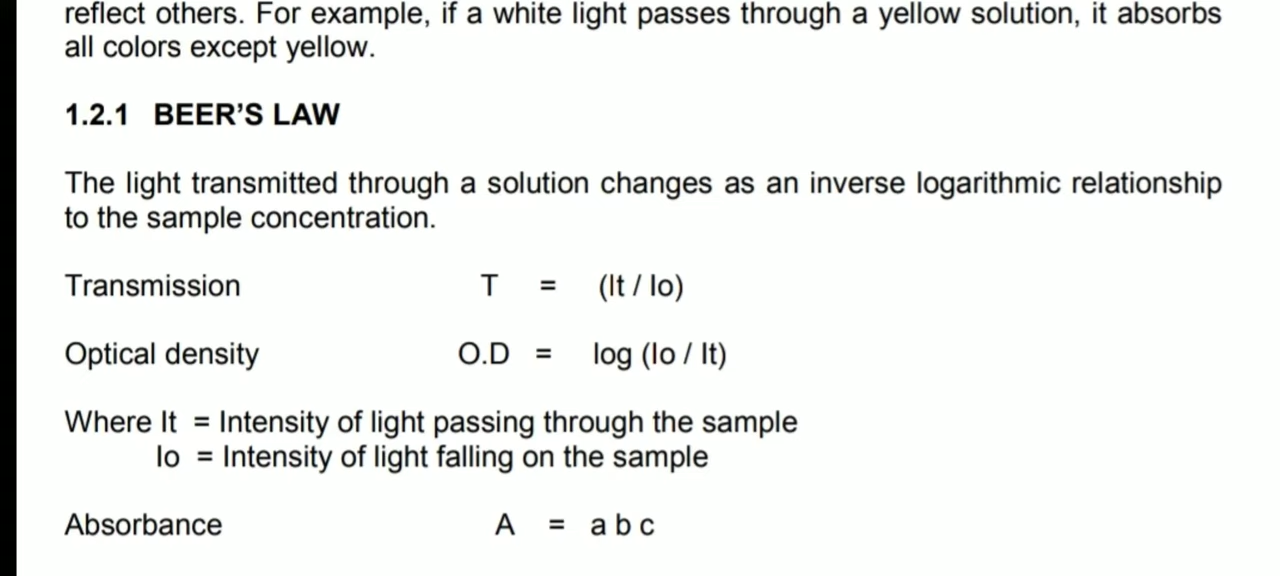 reflect others. For example, if a white light passes through a yellow solution, it absorbs
all colors except yellow.
1.2.1 BEER'S LAW
The light transmitted through a solution changes as an inverse logarithmic relationship
to the sample concentration.
Transmission T = (It / Io)
Optical density O.D = log (Io / It)
Where It = Intensity of light passing through the sample
Io = Intensity of light falling on the sample
Absorbance A = a b c